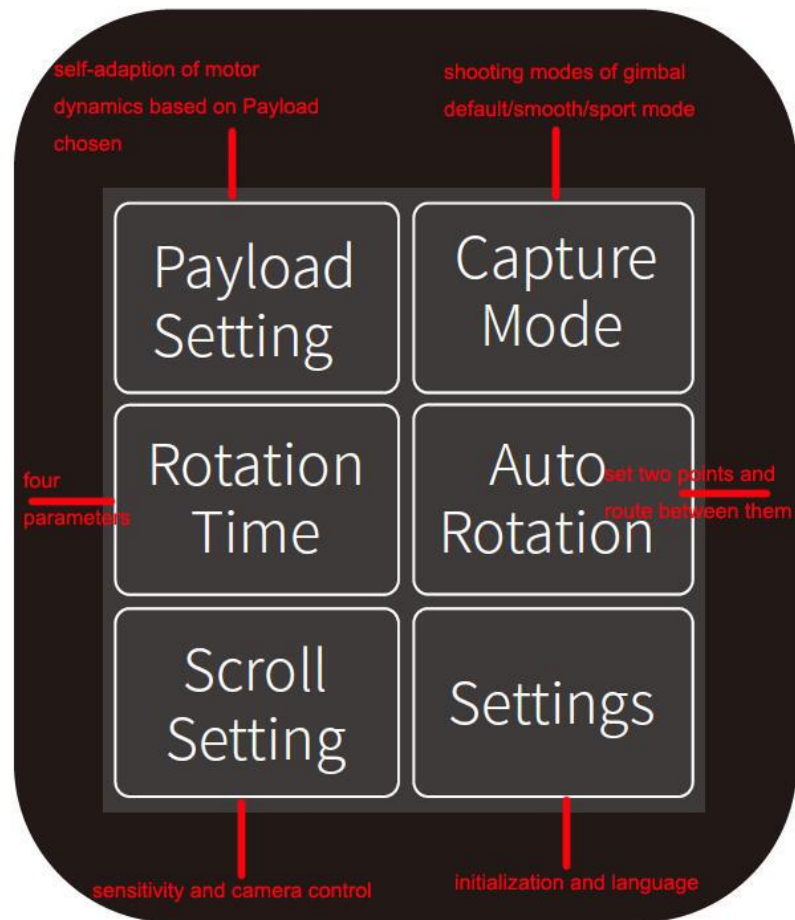 self-adaption of motor
dynamics based on Payload
chosen
shooting modes of gimbal
default/smooth/sport mode
Payload
Setting
Capture
Mode
four
parameters
Rotation
Time
Auto
Rotation
set two points and
route between them
Scroll
Setting
Settings
sensitivity and camera control
initialization and language